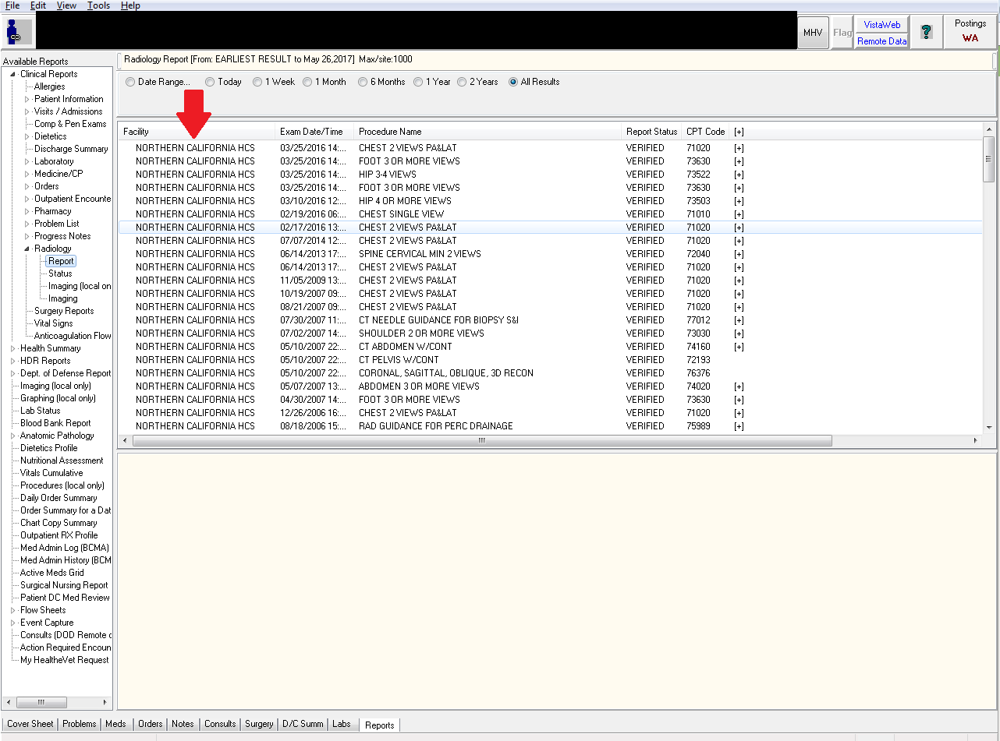 File Edit View Tools Help
MHV Flag VistaWeb Remote Data ? Postings WA
Available Reports
Clinical Reports
Allergies
Patient Information
Visits / Admissions
Comp & Pen Exams
Dietetics
Discharge Summary
Laboratory
Medicine/CP
Orders
Outpatient Encounte
Pharmacy
Problem List
Progress Notes
Radiology
Report
Status
Imaging (local on
Imaging
Surgery Reports
Vital Signs
Anticoagulation Flow
Health Summary
HDR Reports
Dept. of Defense Report
Imaging (local only)
Graphing (local only)
Lab Status
Blood Bank Report
Anatomic Pathology
Dietetics Profile
Nutritional Assessment
Vitals Cumulative
Procedures (local only)
Daily Order Summary
Order Summary for a Dat
Chart Copy Summary
Outpatient RX Profile
Med Admin Log (BCMA)
Med Admin History (BCM
Active Meds Grid
Surgical Nursing Report
Patient DC Med Review
Flow Sheets
Event Capture
Consults (DOD Remote
Action Required Encoun
My HealtheVet Request
Radiology Report [From: EARLIEST RESULT to May 26,2017] Max/site:1000
Date Range... Today 1 Week 1 Month 6 Months 1 Year 2 Years All Results
Facility Exam Date/Time Procedure Name Report Status CPT Code [+]
NORTHERN CALIFORNIA HCS 03/25/2016 14:... CHEST 2 VIEWS PA&LAT VERIFIED 71020 [+]
NORTHERN CALIFORNIA HCS 03/25/2016 14:... FOOT 3 OR MORE VIEWS VERIFIED 73630 [+]
NORTHERN CALIFORNIA HCS 03/25/2016 14:... HIP 3-4 VIEWS VERIFIED 73522 [+]
NORTHERN CALIFORNIA HCS 03/25/2016 14:... FOOT 3 OR MORE VIEWS VERIFIED 73630 [+]
NORTHERN CALIFORNIA HCS 03/10/2016 12:... HIP 4 OR MORE VIEWS VERIFIED 73503 [+]
NORTHERN CALIFORNIA HCS 02/19/2016 06:... CHEST SINGLE VIEW VERIFIED 71010 [+]
NORTHERN CALIFORNIA HCS 02/17/2016 13:... CHEST 2 VIEWS PA&LAT VERIFIED 71020 [+]
NORTHERN CALIFORNIA HCS 07/07/2014 12:... CHEST 2 VIEWS PA&LAT VERIFIED 71020 [+]
NORTHERN CALIFORNIA HCS 06/14/2013 17:... SPINE CERVICAL MIN 2 VIEWS VERIFIED 72040 [+]
NORTHERN CALIFORNIA HCS 06/14/2013 17:... CHEST 2 VIEWS PA&LAT VERIFIED 71020 [+]
NORTHERN CALIFORNIA HCS 11/05/2009 13:... CHEST 2 VIEWS PA&LAT VERIFIED 71020 [+]
NORTHERN CALIFORNIA HCS 10/19/2007 09:... CHEST 2 VIEWS PA&LAT VERIFIED 71020 [+]
NORTHERN CALIFORNIA HCS 08/21/2007 09:... CHEST 2 VIEWS PA&LAT VERIFIED 71020 [+]
NORTHERN CALIFORNIA HCS 07/30/2007 11:... CT NEEDLE GUIDANCE FOR BIOPSY S&I VERIFIED 77012 [+]
NORTHERN CALIFORNIA HCS 07/02/2007 14:... SHOULDER 2 OR MORE VIEWS VERIFIED 73030 [+]
NORTHERN CALIFORNIA HCS 05/10/2007 22:... CT ABDOMEN W/CONT VERIFIED 74160 [+]
NORTHERN CALIFORNIA HCS 05/10/2007 22:... CT PELVIS W/CONT VERIFIED 72193
NORTHERN CALIFORNIA HCS 05/10/2007 22:... CORONAL, SAGITTAL, OBLIQUE, 3D RECON VERIFIED 76376
NORTHERN CALIFORNIA HCS 05/07/2007 13:... ABDOMEN 3 OR MORE VIEWS VERIFIED 74020 [+]
NORTHERN CALIFORNIA HCS 04/30/2007 14:... FOOT 3 OR MORE VIEWS VERIFIED 73630 [+]
NORTHERN CALIFORNIA HCS 12/26/2006 16:... CHEST 2 VIEWS PA&LAT VERIFIED 71020 [+]
NORTHERN CALIFORNIA HCS 08/18/2006 15:... RAD GUIDANCE FOR PERC DRAINAGE VERIFIED 75989 [+]
Cover Sheet Problems Meds Orders Notes Consults Surgery D/C Summ Labs Reports